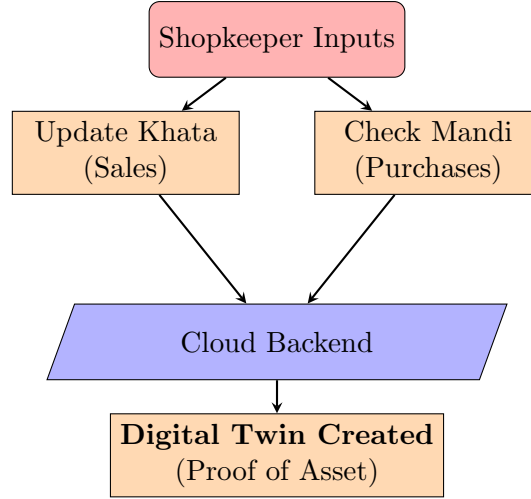 Shopkeeper Inputs
Update Khata
(Sales)
Check Mandi
(Purchases)
Cloud Backend
Digital Twin Created
(Proof of Asset)